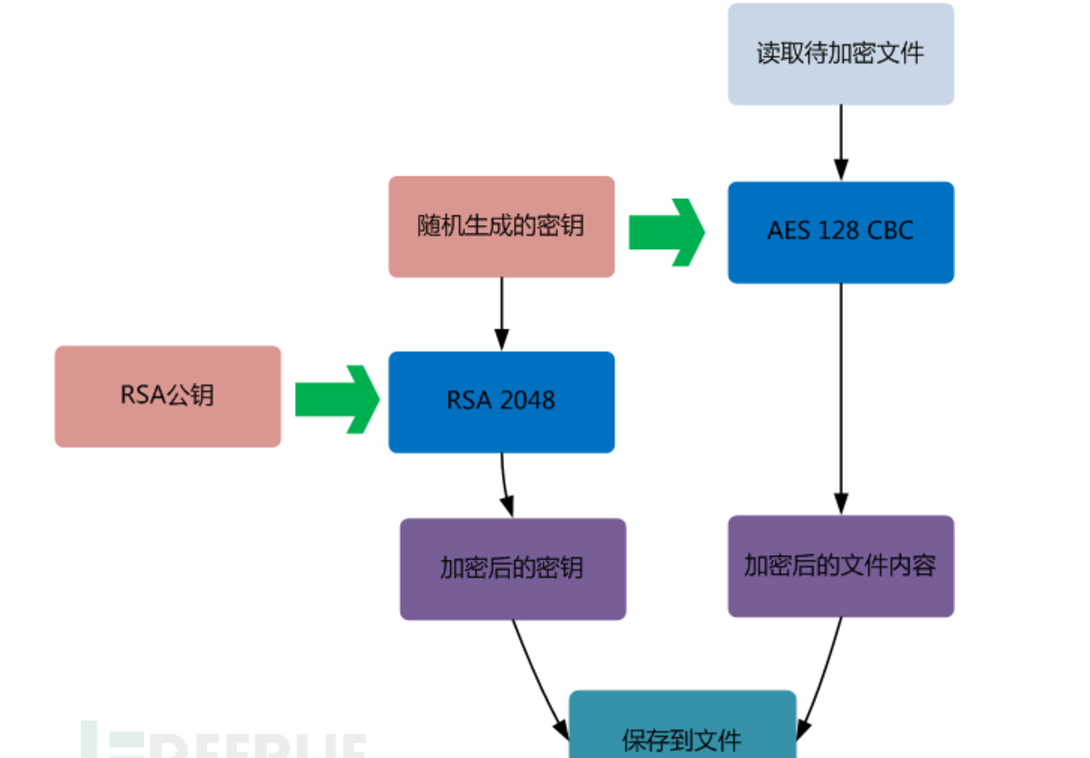 读取待加密文件
随机生成的密钥
AES 128 CBC
RSA公钥
RSA 2048
加密后的密钥
加密后的文件内容
保存到文件